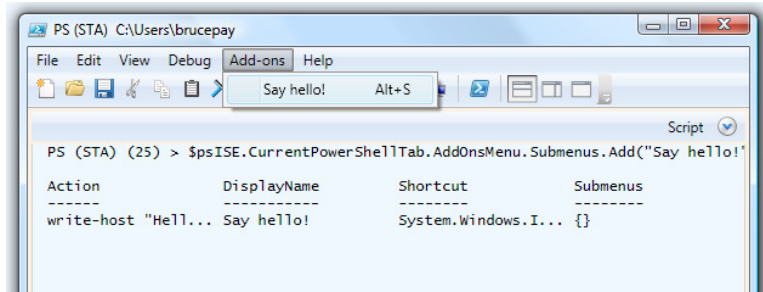 PS (STA) C:\Users\brucepay
File Edit View Debug Add-ons Help
Say hello! Alt+S
Script
PS (STA) (25) > $psISE.CurrentPowerShellTab.AddOnsMenu.Submenus.Add("Say hello!"
Action DisplayName Shortcut Submenus
------ ----------- -------- --------
write-host "Hell... Say hello! System.Windows.I... {}